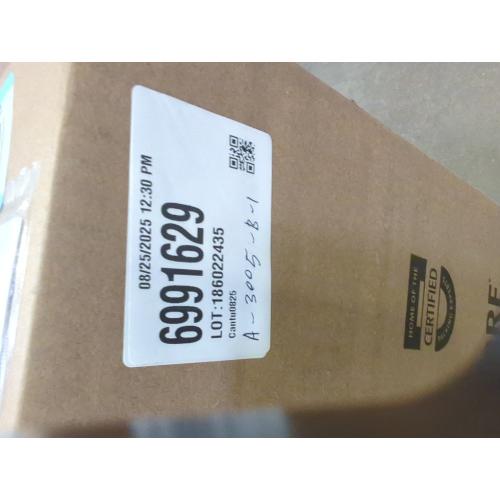 08/25/2025 12:30 PM
6991629
LOT:186022435
Cantu0825
A-3005-B-1
HOME OF THE
CERTIFIED